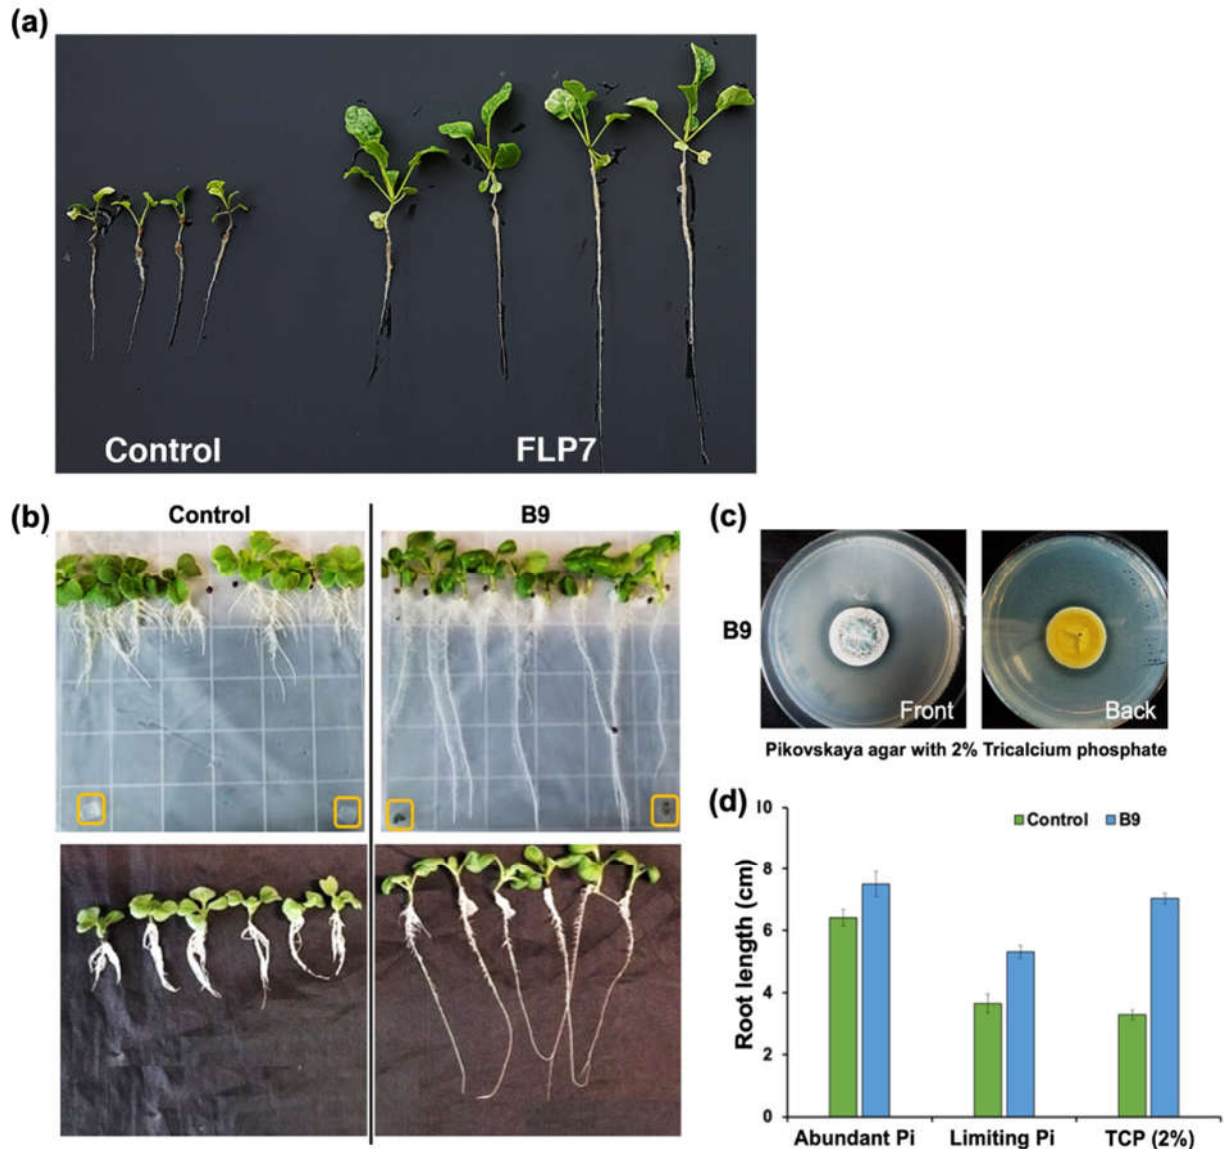 (a)
Control
FLP7
(b)
Control
B9
(c)
B9
Front
Back
Pikovskaya agar with 2% Tricalcium phosphate
(d)
Control
B9
Root length (cm)
10
8
6
4
2
0
Abundant Pi
Limiting Pi
TCP (2%)